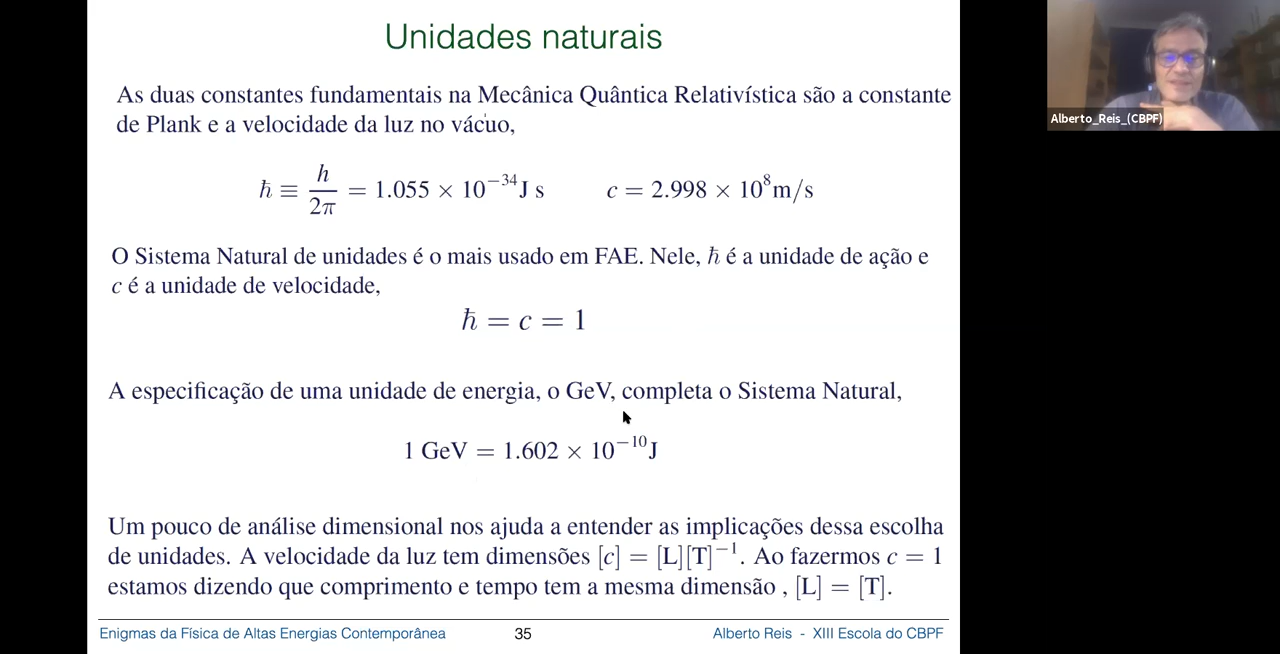 Unidades naturais
As duas constantes fundamentais na Mecânica Quântica Relativística são a constante
de Plank e a velocidade da luz no vácuo,
ℏ ≡ h/2π = 1.055 × 10⁻³⁴ J s c = 2.998 × 10⁸ m/s
O Sistema Natural de unidades é o mais usado em FAE. Nele, ℏ é a unidade de ação e
c é a unidade de velocidade,
ℏ = c = 1
A especificação de uma unidade de energia, o GeV, completa o Sistema Natural,
1 GeV = 1.602 × 10⁻¹⁰ J
Um pouco de análise dimensional nos ajuda a entender as implicações dessa escolha
de unidades. A velocidade da luz tem dimensões [c] = [L][T]⁻¹. Ao fazermos c = 1
estamos dizendo que comprimento e tempo tem a mesma dimensão , [L] = [T].
Enigmas da Física de Altas Energias Contemporânea 35 Alberto Reis - XIII Escola do CBPF
Alberto_Reis_(CBPF)